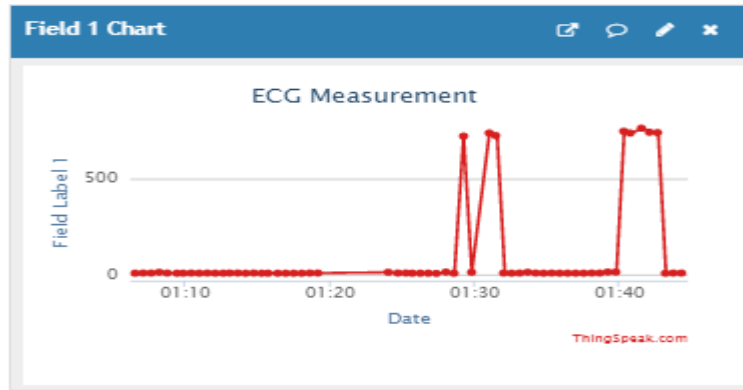 Field 1 Chart
ECG Measurement
Field Label 1
500
0
01:10 01:20 01:30 01:40
Date
ThingSpeak.com